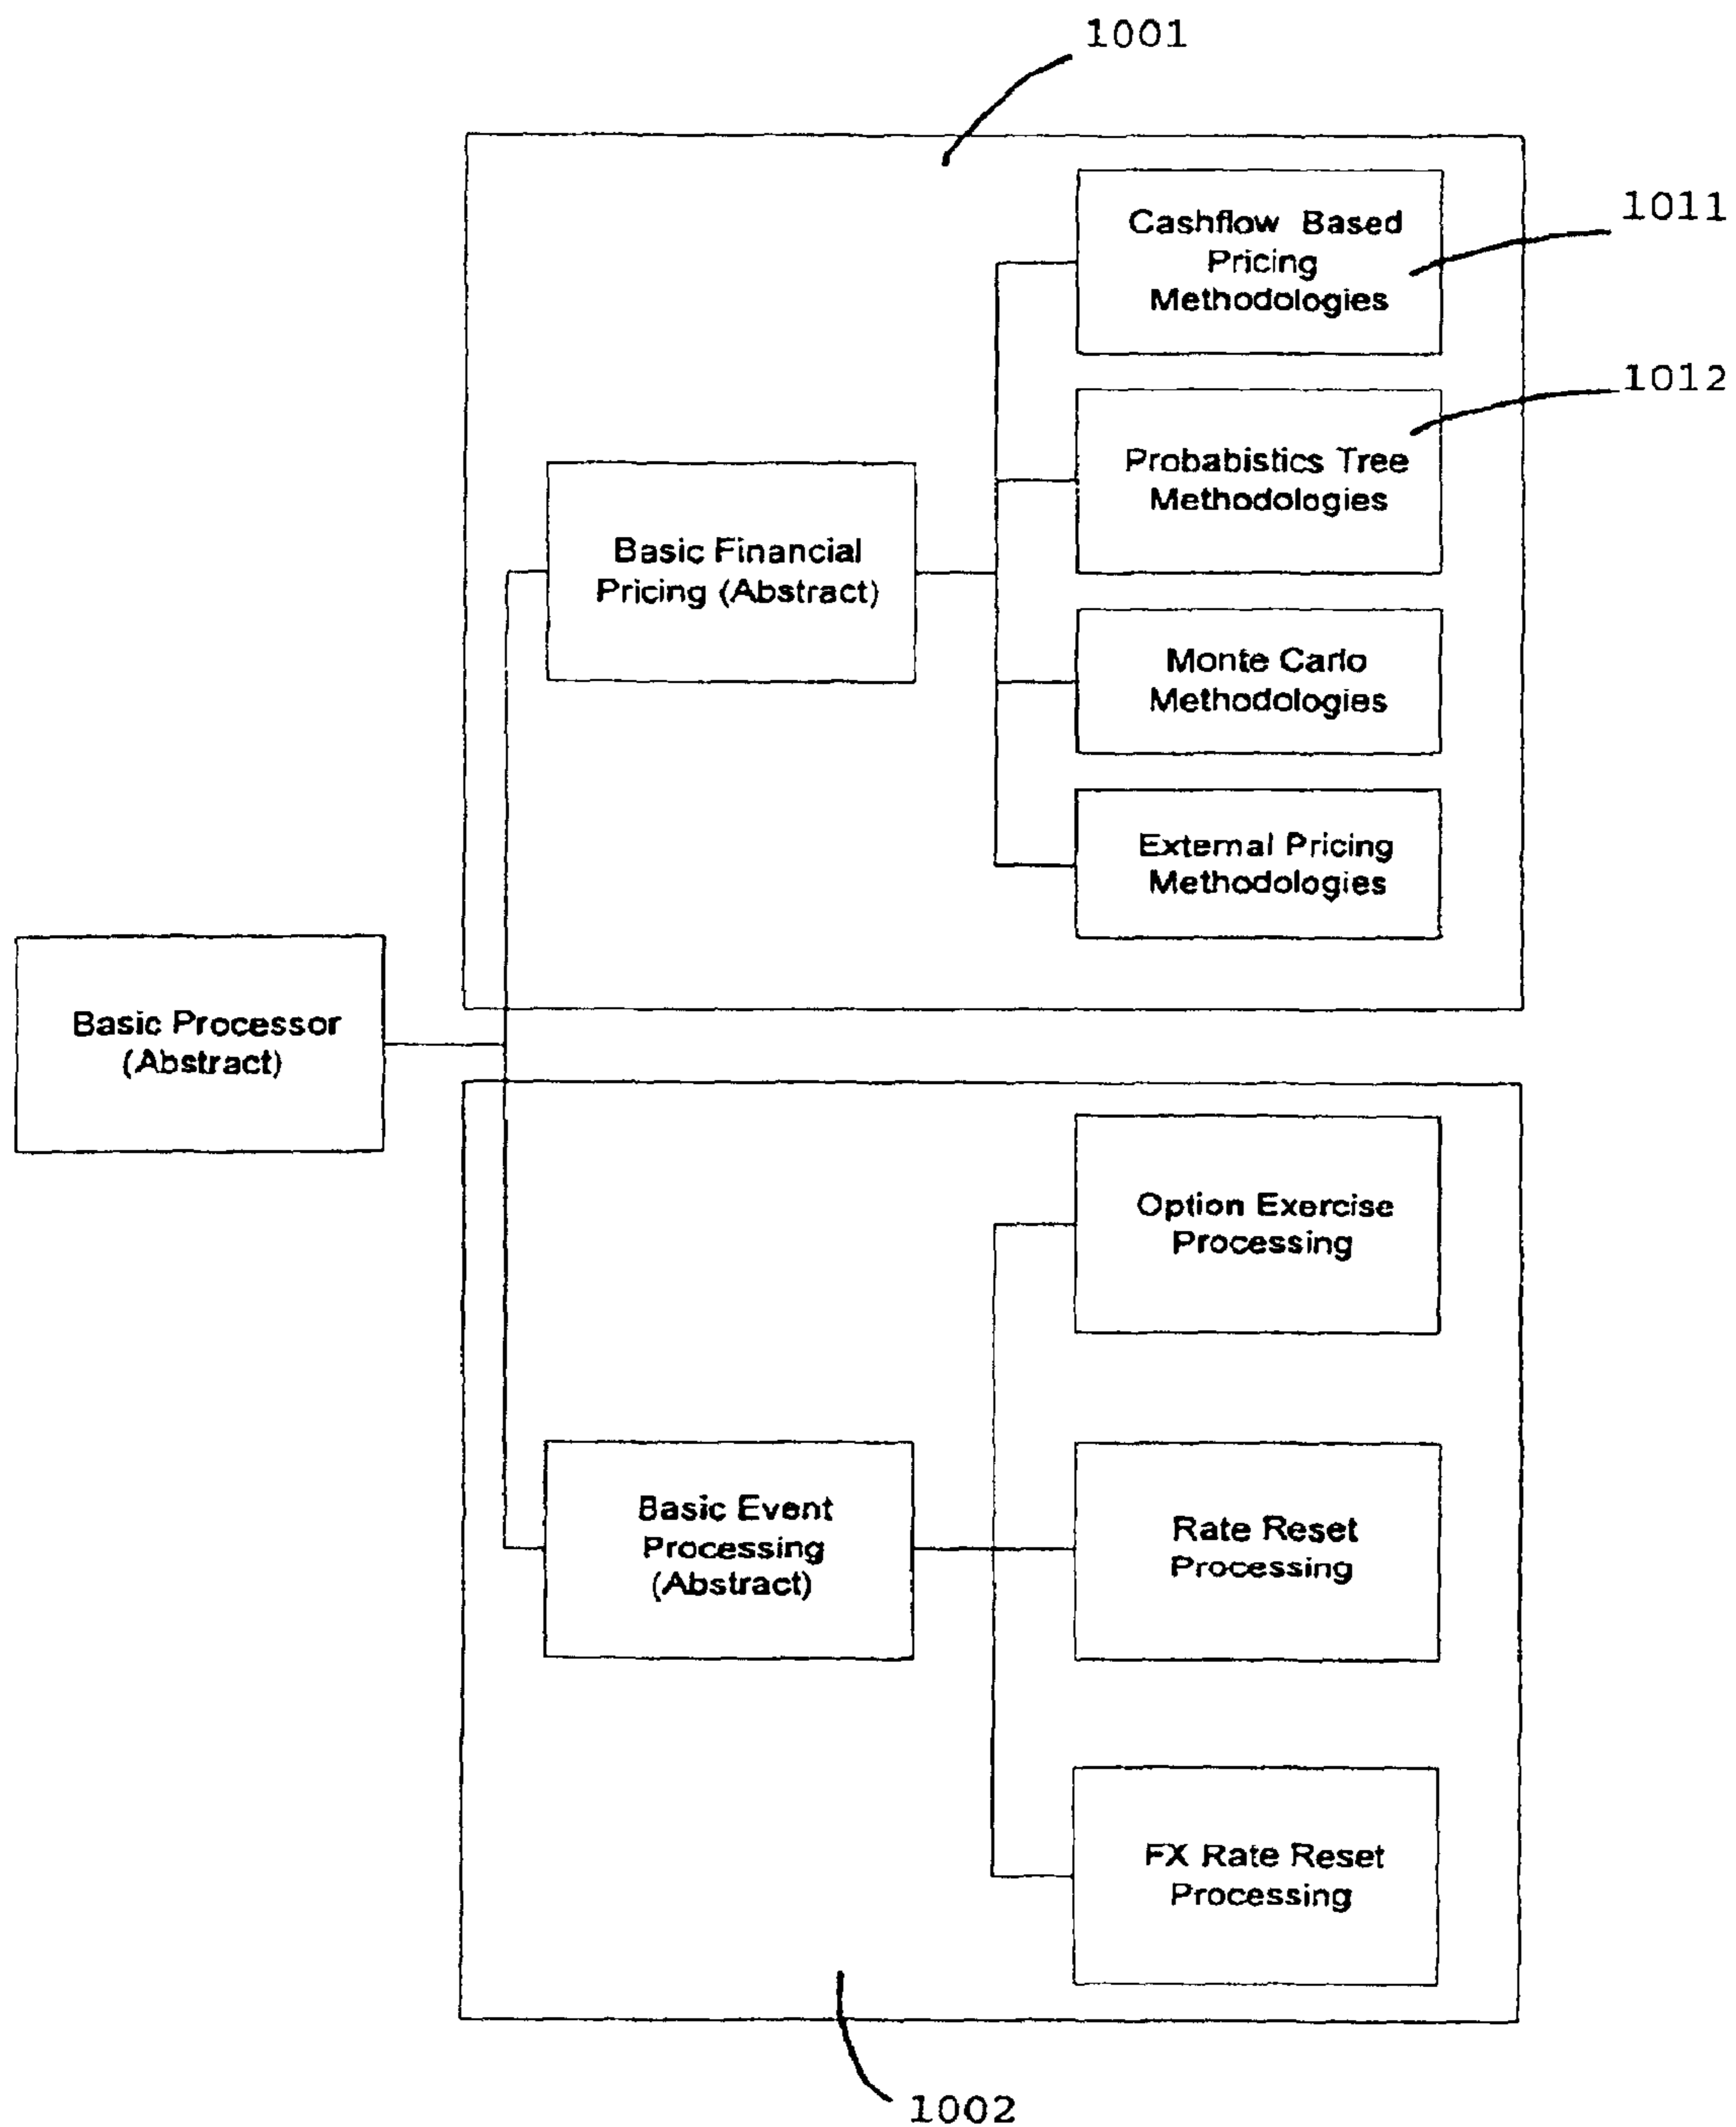 1001
Cashflow Based
Pricing
Methodologies
1011
1012
Probabistics Tree
Methodologies
Basic Financial
Pricing (Abstract)
Monte Carlo
Methodologies
External Pricing
Methodologies
Basic Processor
(Abstract)
Option Exercise
Processing
Basic Event
Processing
(Abstract)
Rate Reset
Processing
FX Rate Reset
Processing
1002